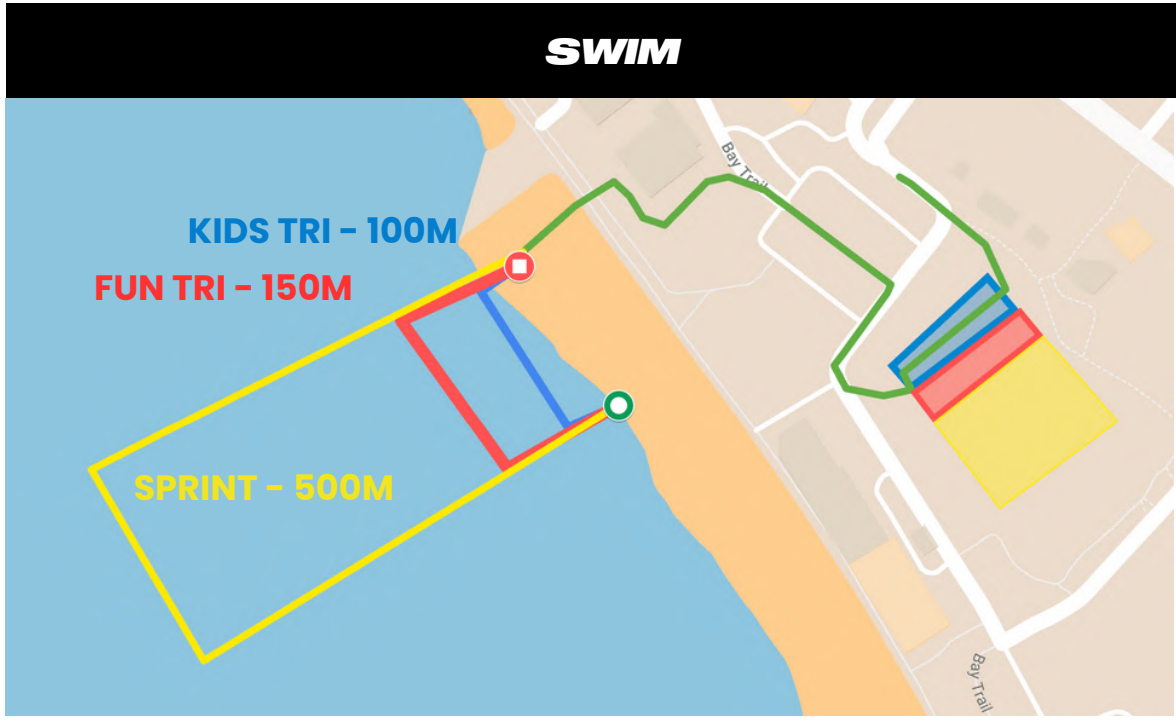 SWIM
Bay Trail
KIDS TRI - 100M
FUN TRI - 150M
SPRINT - 500M
Bay Trail